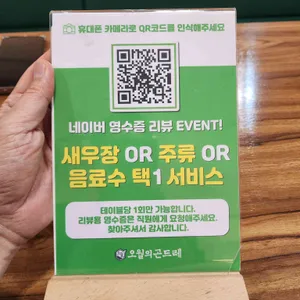 휴대폰 카메라로 QR코드를 인식해주세요
네이버 영수증 리뷰 EVENT!
새우장 OR 주류 OR
음료수 택1 서비스
테이블당 1회만 가능합니다.
리뷰용 영수증은 직원에게 요청해주세요.
찾아주셔서 감사합니다.
오월의곤드레